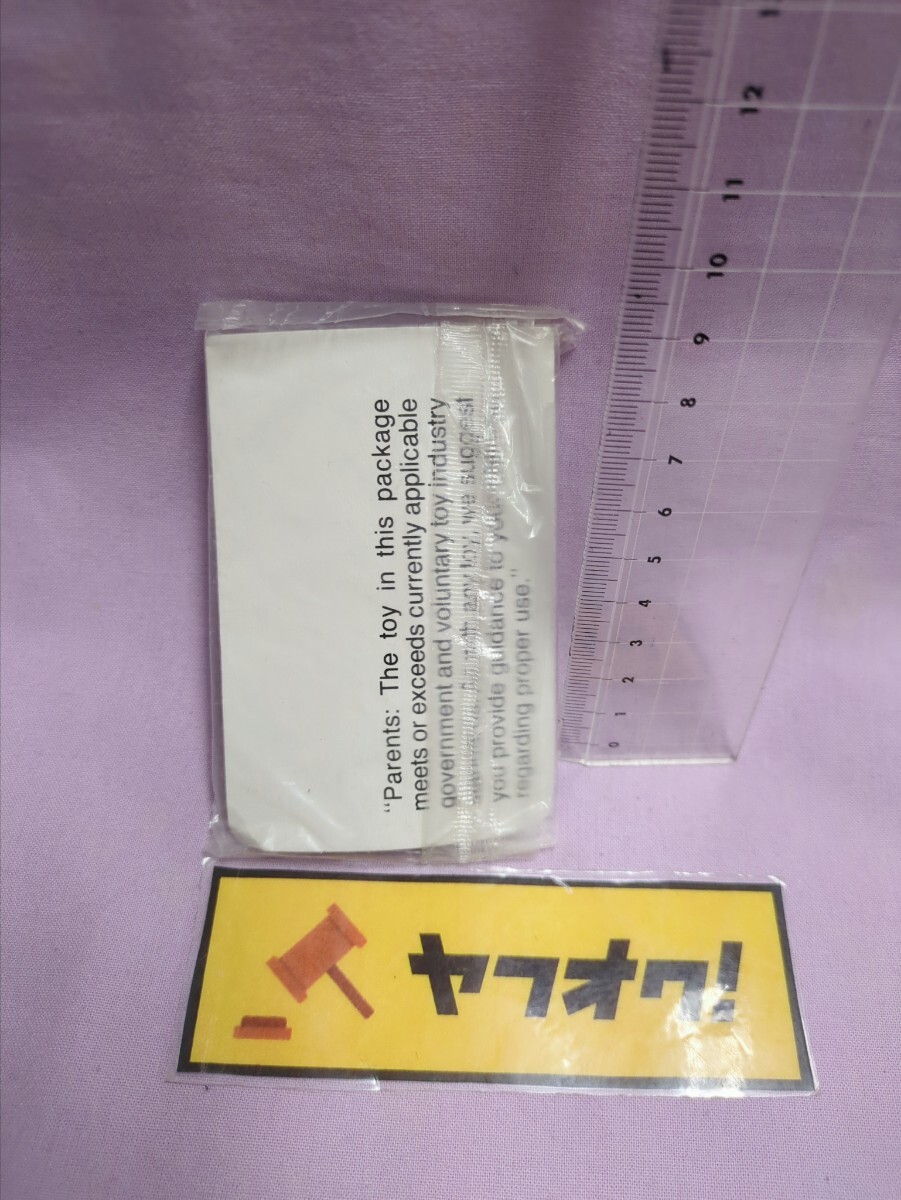 "Parents: The toy in this package
meets or exceeds currently applicable
government and voluntary toy industry
with any toy, we suggest
you provide guidance to your
regarding proper use."
0 1 2 3 4 5 6 7 8 9 10 11 12
ヤフオク!